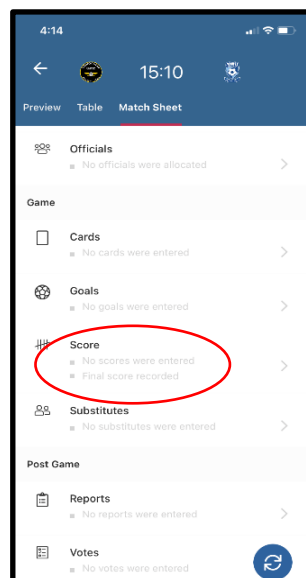 4:14
15:10
Preview Table Match Sheet
Officials
No officials were allocated
Game
Cards
No cards were entered
Goals
No goals were entered
Score
No scores were entered
Final score recorded
Substitutes
No substitutes were entered
Post Game
Reports
No reports were entered
Votes
No votes were entered